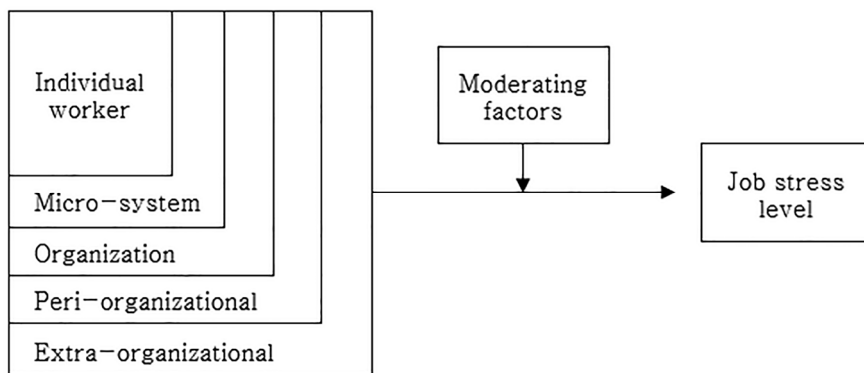 Individual
worker
Micro-system
Organization
Peri-organizational
Extra-organizational
Moderating
factors
Job stress
level